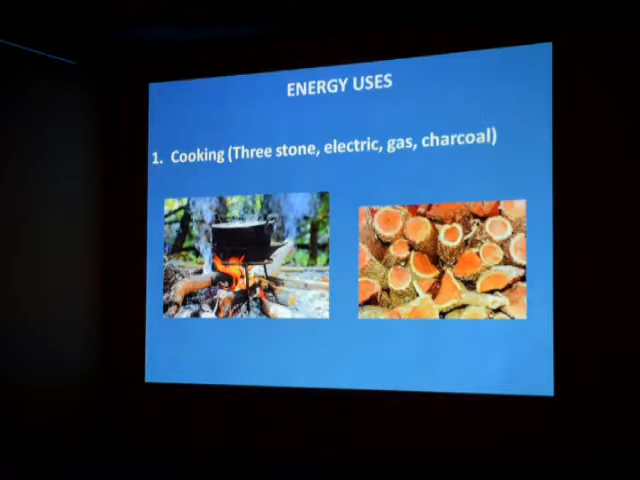 ENERGY USES
1. Cooking (Three stone, electric, gas, charcoal)